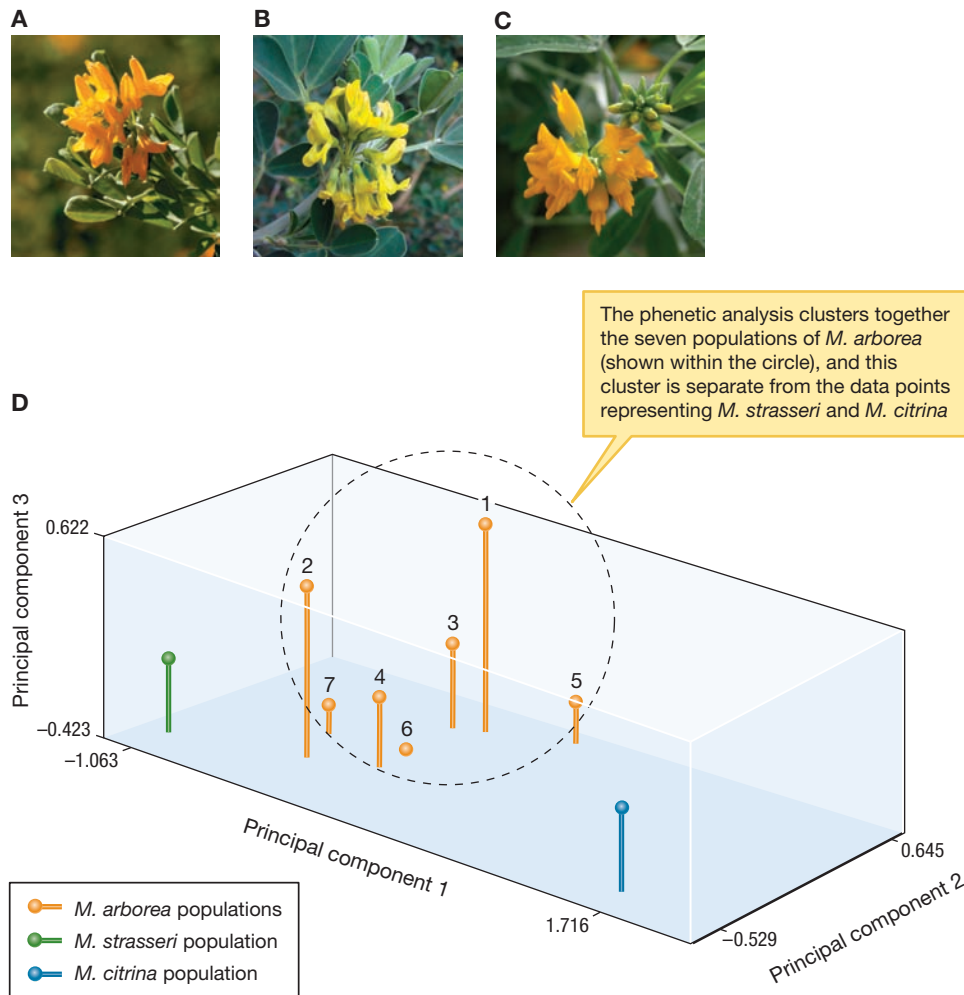 A
B
C
The phenetic analysis clusters together
the seven populations of M. arborea
(shown within the circle), and this
cluster is separate from the data points
representing M. strasseri and M. citrina
D
Principal component 3
0.622
−0.423
−1.063
1
2
3
4
5
6
7
Principal component 1
1.716
−0.529
0.645
Principal component 2
M. arborea populations
M. strasseri population
M. citrina population